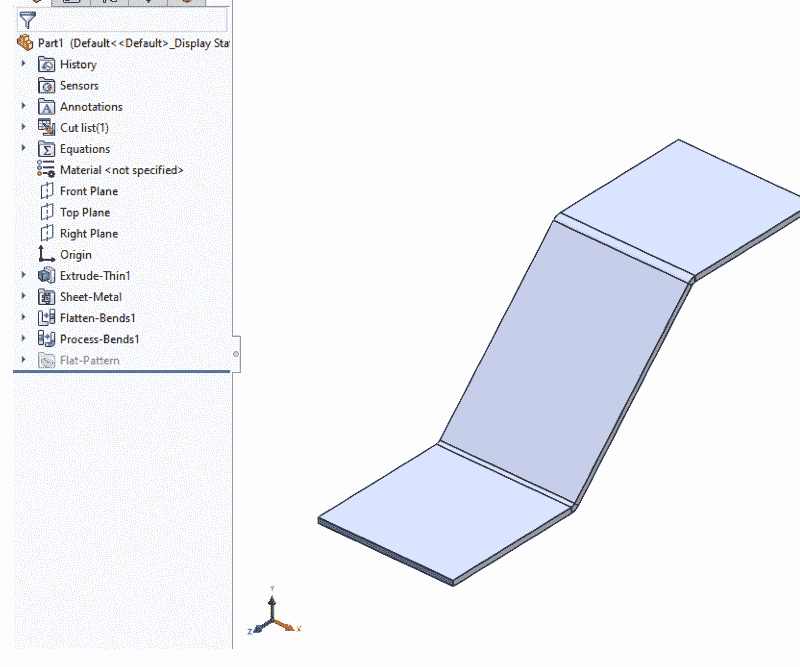 Part1 (Default<<Default>_Display Sta
History
Sensors
Annotations
Cut list(1)
Equations
Material <not specified>
Front Plane
Top Plane
Right Plane
Origin
Extrude-Thin1
Sheet-Metal
Flatten-Bends1
Process-Bends1
Flat-Pattern
Y
Z
X